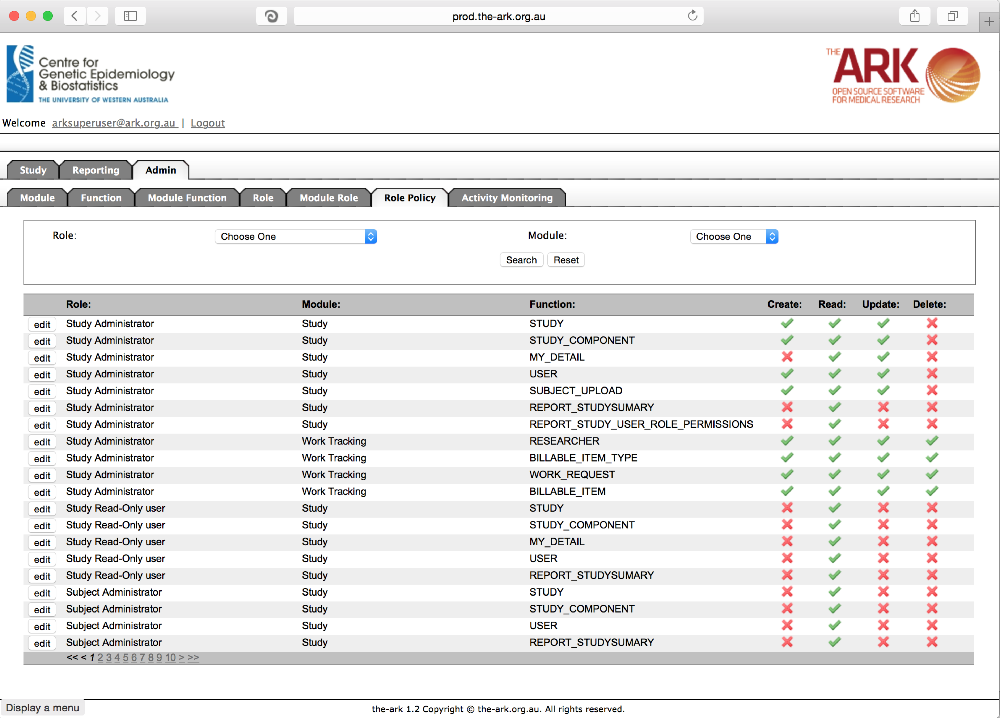 prod.the-ark.org.au
Centre for
Genetic Epidemiology
& Biostatistics
THE UNIVERSITY OF WESTERN AUSTRALIA
THE ARK
OPEN SOURCE SOFTWARE
FOR MEDICAL RESEARCH
Welcome arksuperuser@ark.org.au | Logout
Study Reporting Admin
Module Function Module Function Role Module Role Role Policy Activity Monitoring
Role: Choose One Module: Choose One
Search Reset
Role: Module: Function: Create: Read: Update: Delete:
edit Study Administrator Study STUDY
edit Study Administrator Study STUDY_COMPONENT
edit Study Administrator Study MY_DETAIL
edit Study Administrator Study USER
edit Study Administrator Study SUBJECT_UPLOAD
edit Study Administrator Study REPORT_STUDYSUMARY
edit Study Administrator Study REPORT_STUDY_USER_ROLE_PERMISSIONS
edit Study Administrator Work Tracking RESEARCHER
edit Study Administrator Work Tracking BILLABLE_ITEM_TYPE
edit Study Administrator Work Tracking WORK_REQUEST
edit Study Administrator Work Tracking BILLABLE_ITEM
edit Study Read-Only user Study STUDY
edit Study Read-Only user Study STUDY_COMPONENT
edit Study Read-Only user Study MY_DETAIL
edit Study Read-Only user Study USER
edit Study Read-Only user Study REPORT_STUDYSUMARY
edit Subject Administrator Study STUDY
edit Subject Administrator Study STUDY_COMPONENT
edit Subject Administrator Study USER
edit Subject Administrator Study REPORT_STUDYSUMARY
<< < 1 2 3 4 5 6 7 8 9 10 > >>
Display a menu
the-ark 1.2 Copyright © the-ark.org.au. All rights reserved.